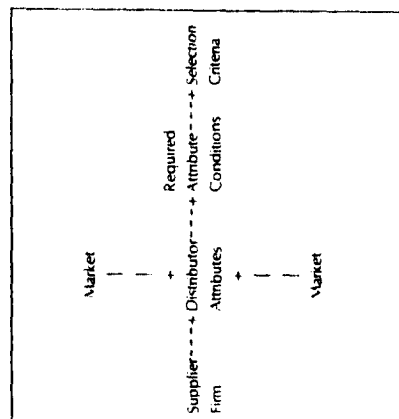 Market
|
|
+ Required
Supplier---+ Distributor----+ Attribute----+ Selection
Firm Attributes Conditions Criteria
+
|
|
Market